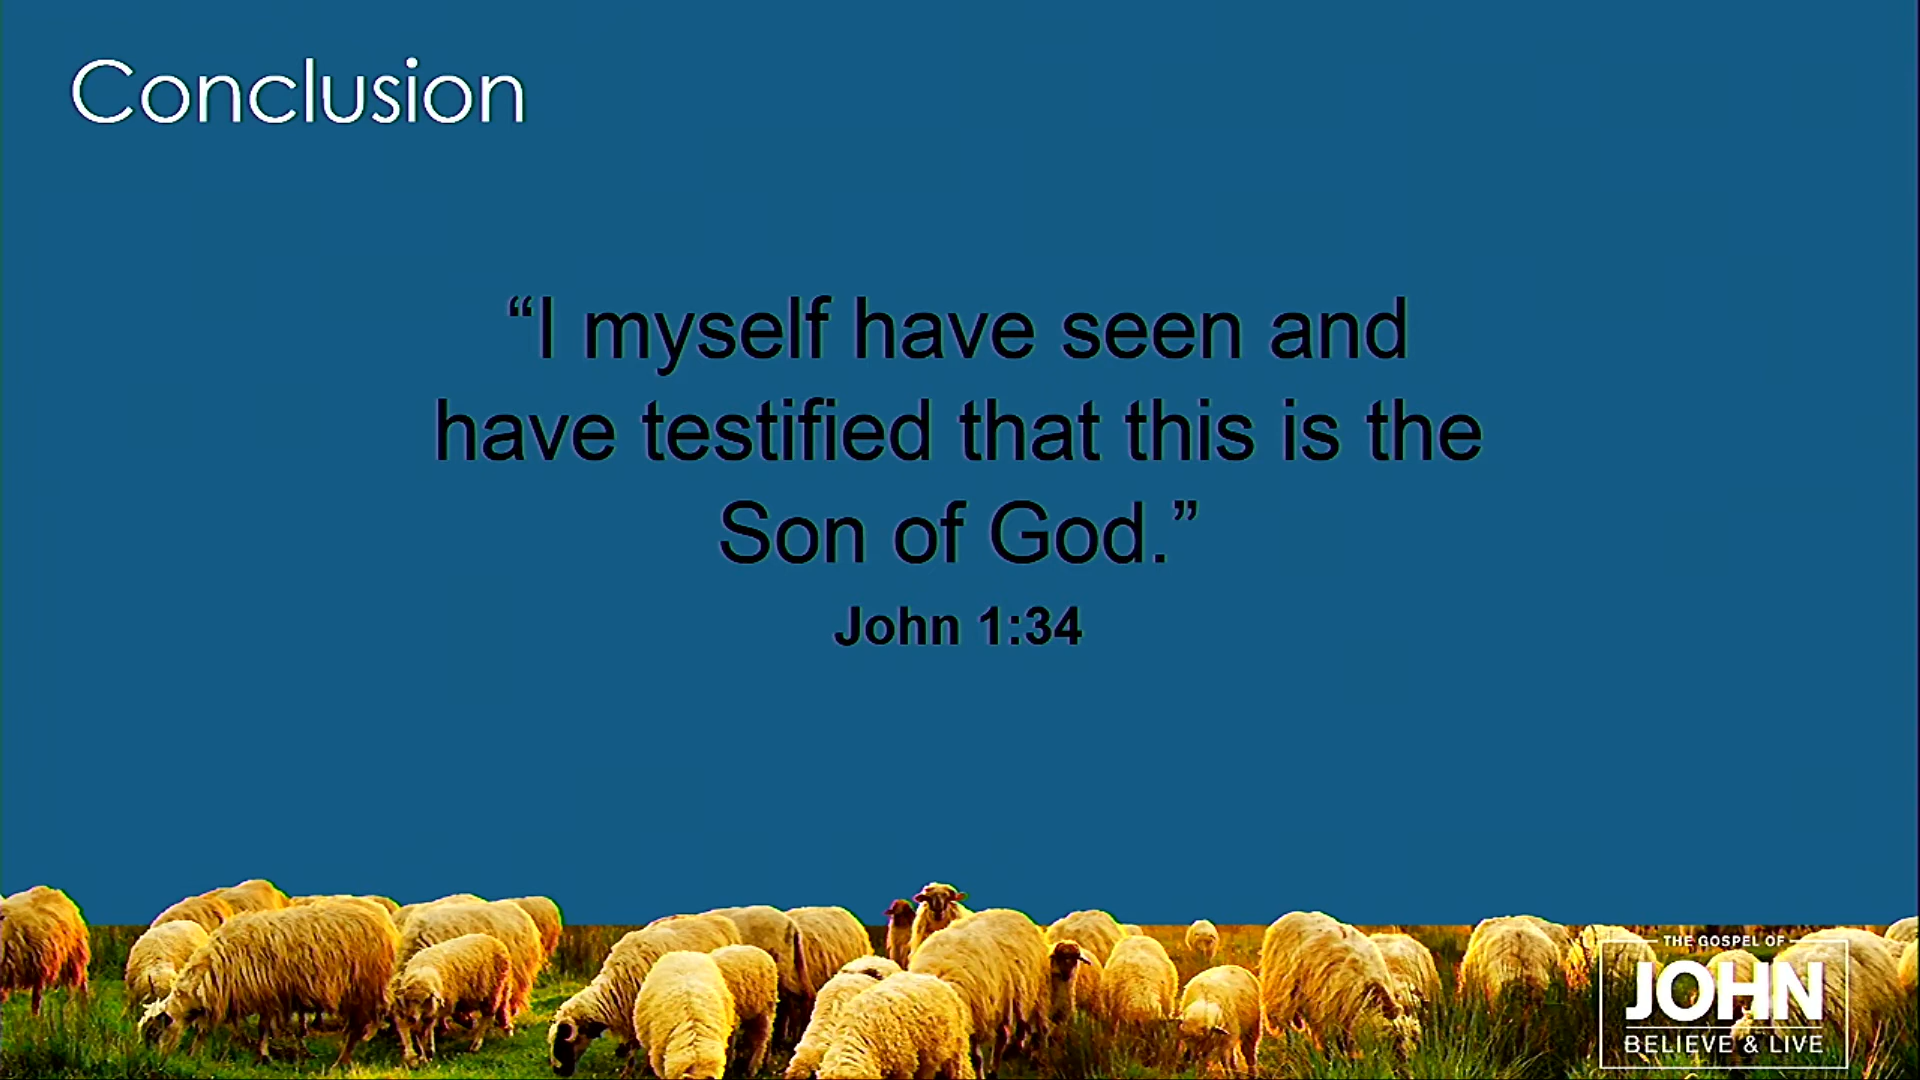 Conclusion
“I myself have seen and
have testified that this is the
Son of God.”
John 1:34
THE GOSPEL OF
JOHN
BELIEVE & LIVE